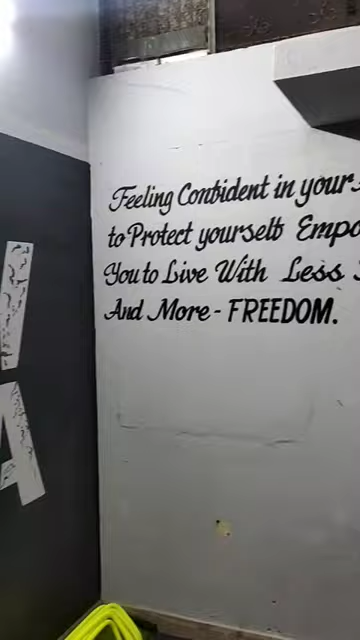 Feeling Confident in your
to Protect yourself Empo
You to Live With Less
And More - FREEDOM.
A